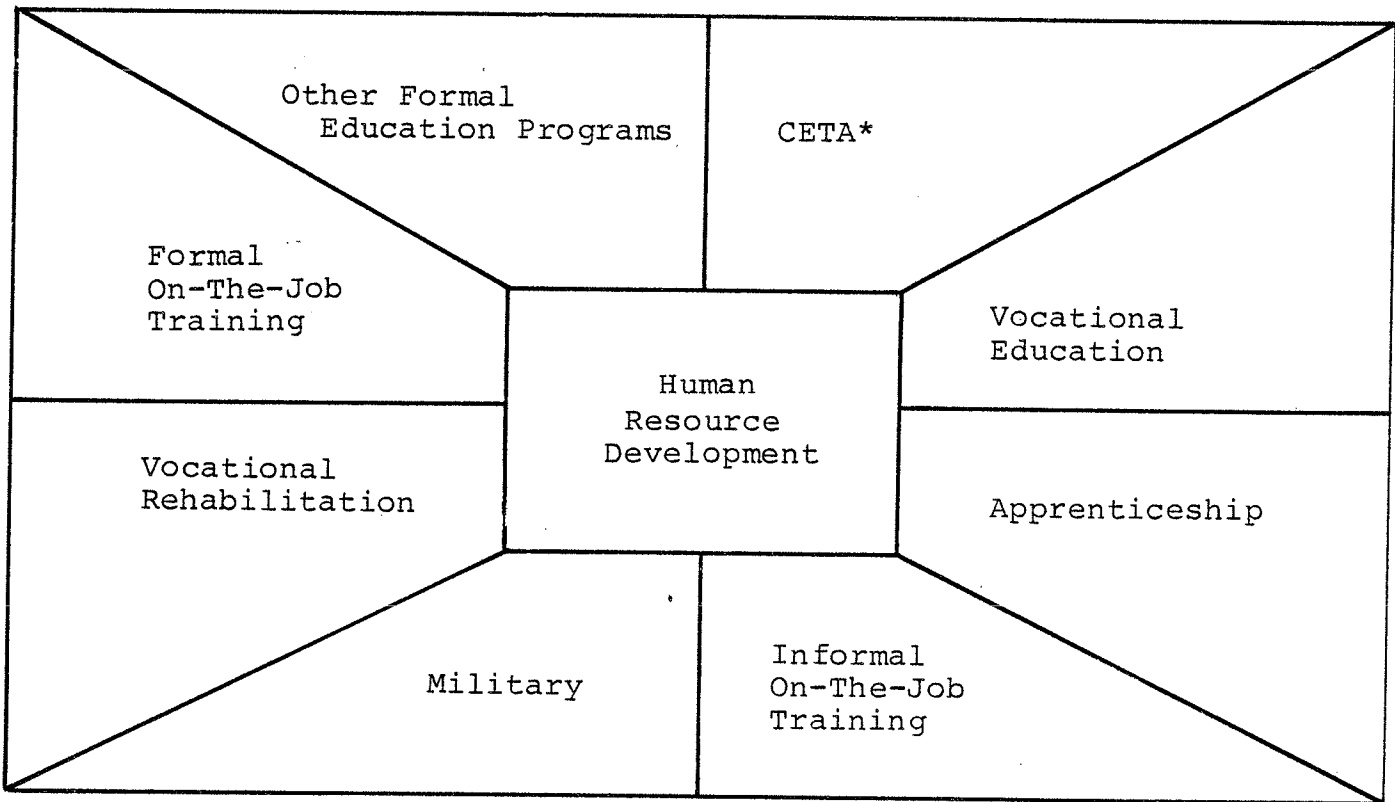 Other Formal
Education Programs
CETA*
Formal
On-The-Job
Training
Vocational
Education
Human
Resource
Development
Vocational
Rehabilitation
Apprenticeship
Military
Informal
On-The-Job
Training